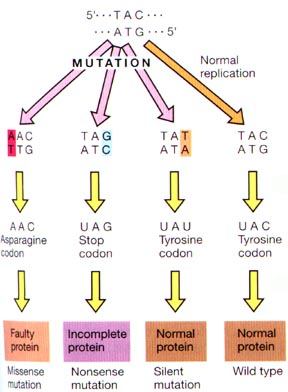 5'···TAC···
···ATG···5'
MUTATION
Normal
replication
AAC TAG TAT TAC
TTG ATC ATA ATG
AAC UAG UAU UAC
Asparagine Stop Tyrosine Tyrosine
codon codon codon codon
Faulty Incomplete Normal Normal
protein protein protein protein
Missense Nonsense Silent Wild type
mutation mutation mutation